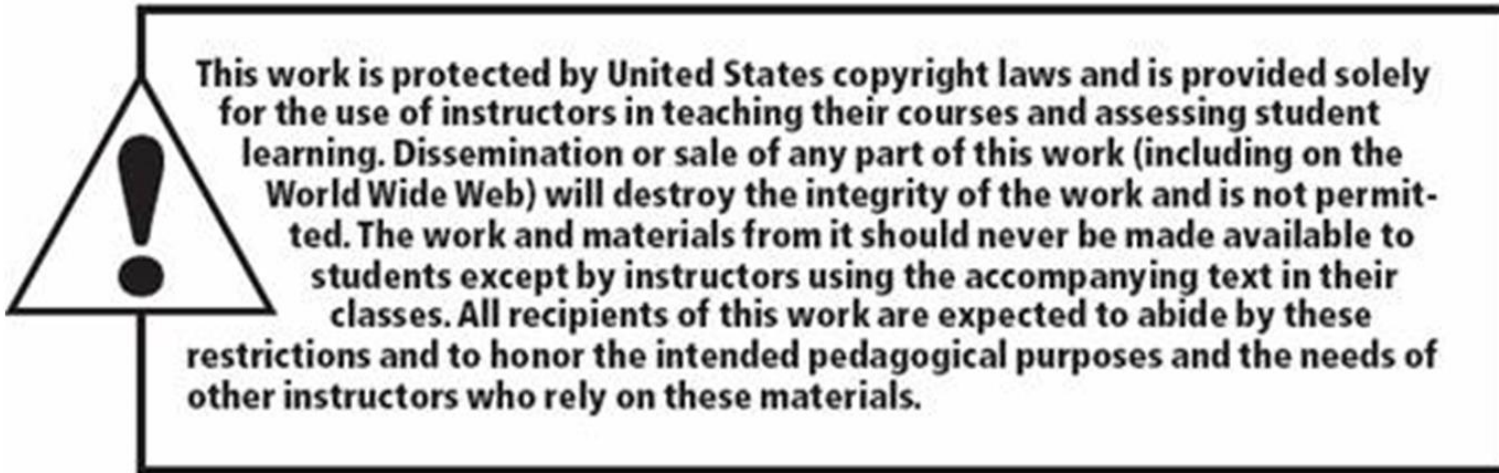 This work is protected by United States copyright laws and is provided solely
for the use of instructors in teaching their courses and assessing student
learning. Dissemination or sale of any part of this work (including on the
World Wide Web) will destroy the integrity of the work and is not permit-
ted. The work and materials from it should never be made available to
students except by instructors using the accompanying text in their
classes. All recipients of this work are expected to abide by these
restrictions and to honor the intended pedagogical purposes and the needs of
other instructors who rely on these materials.